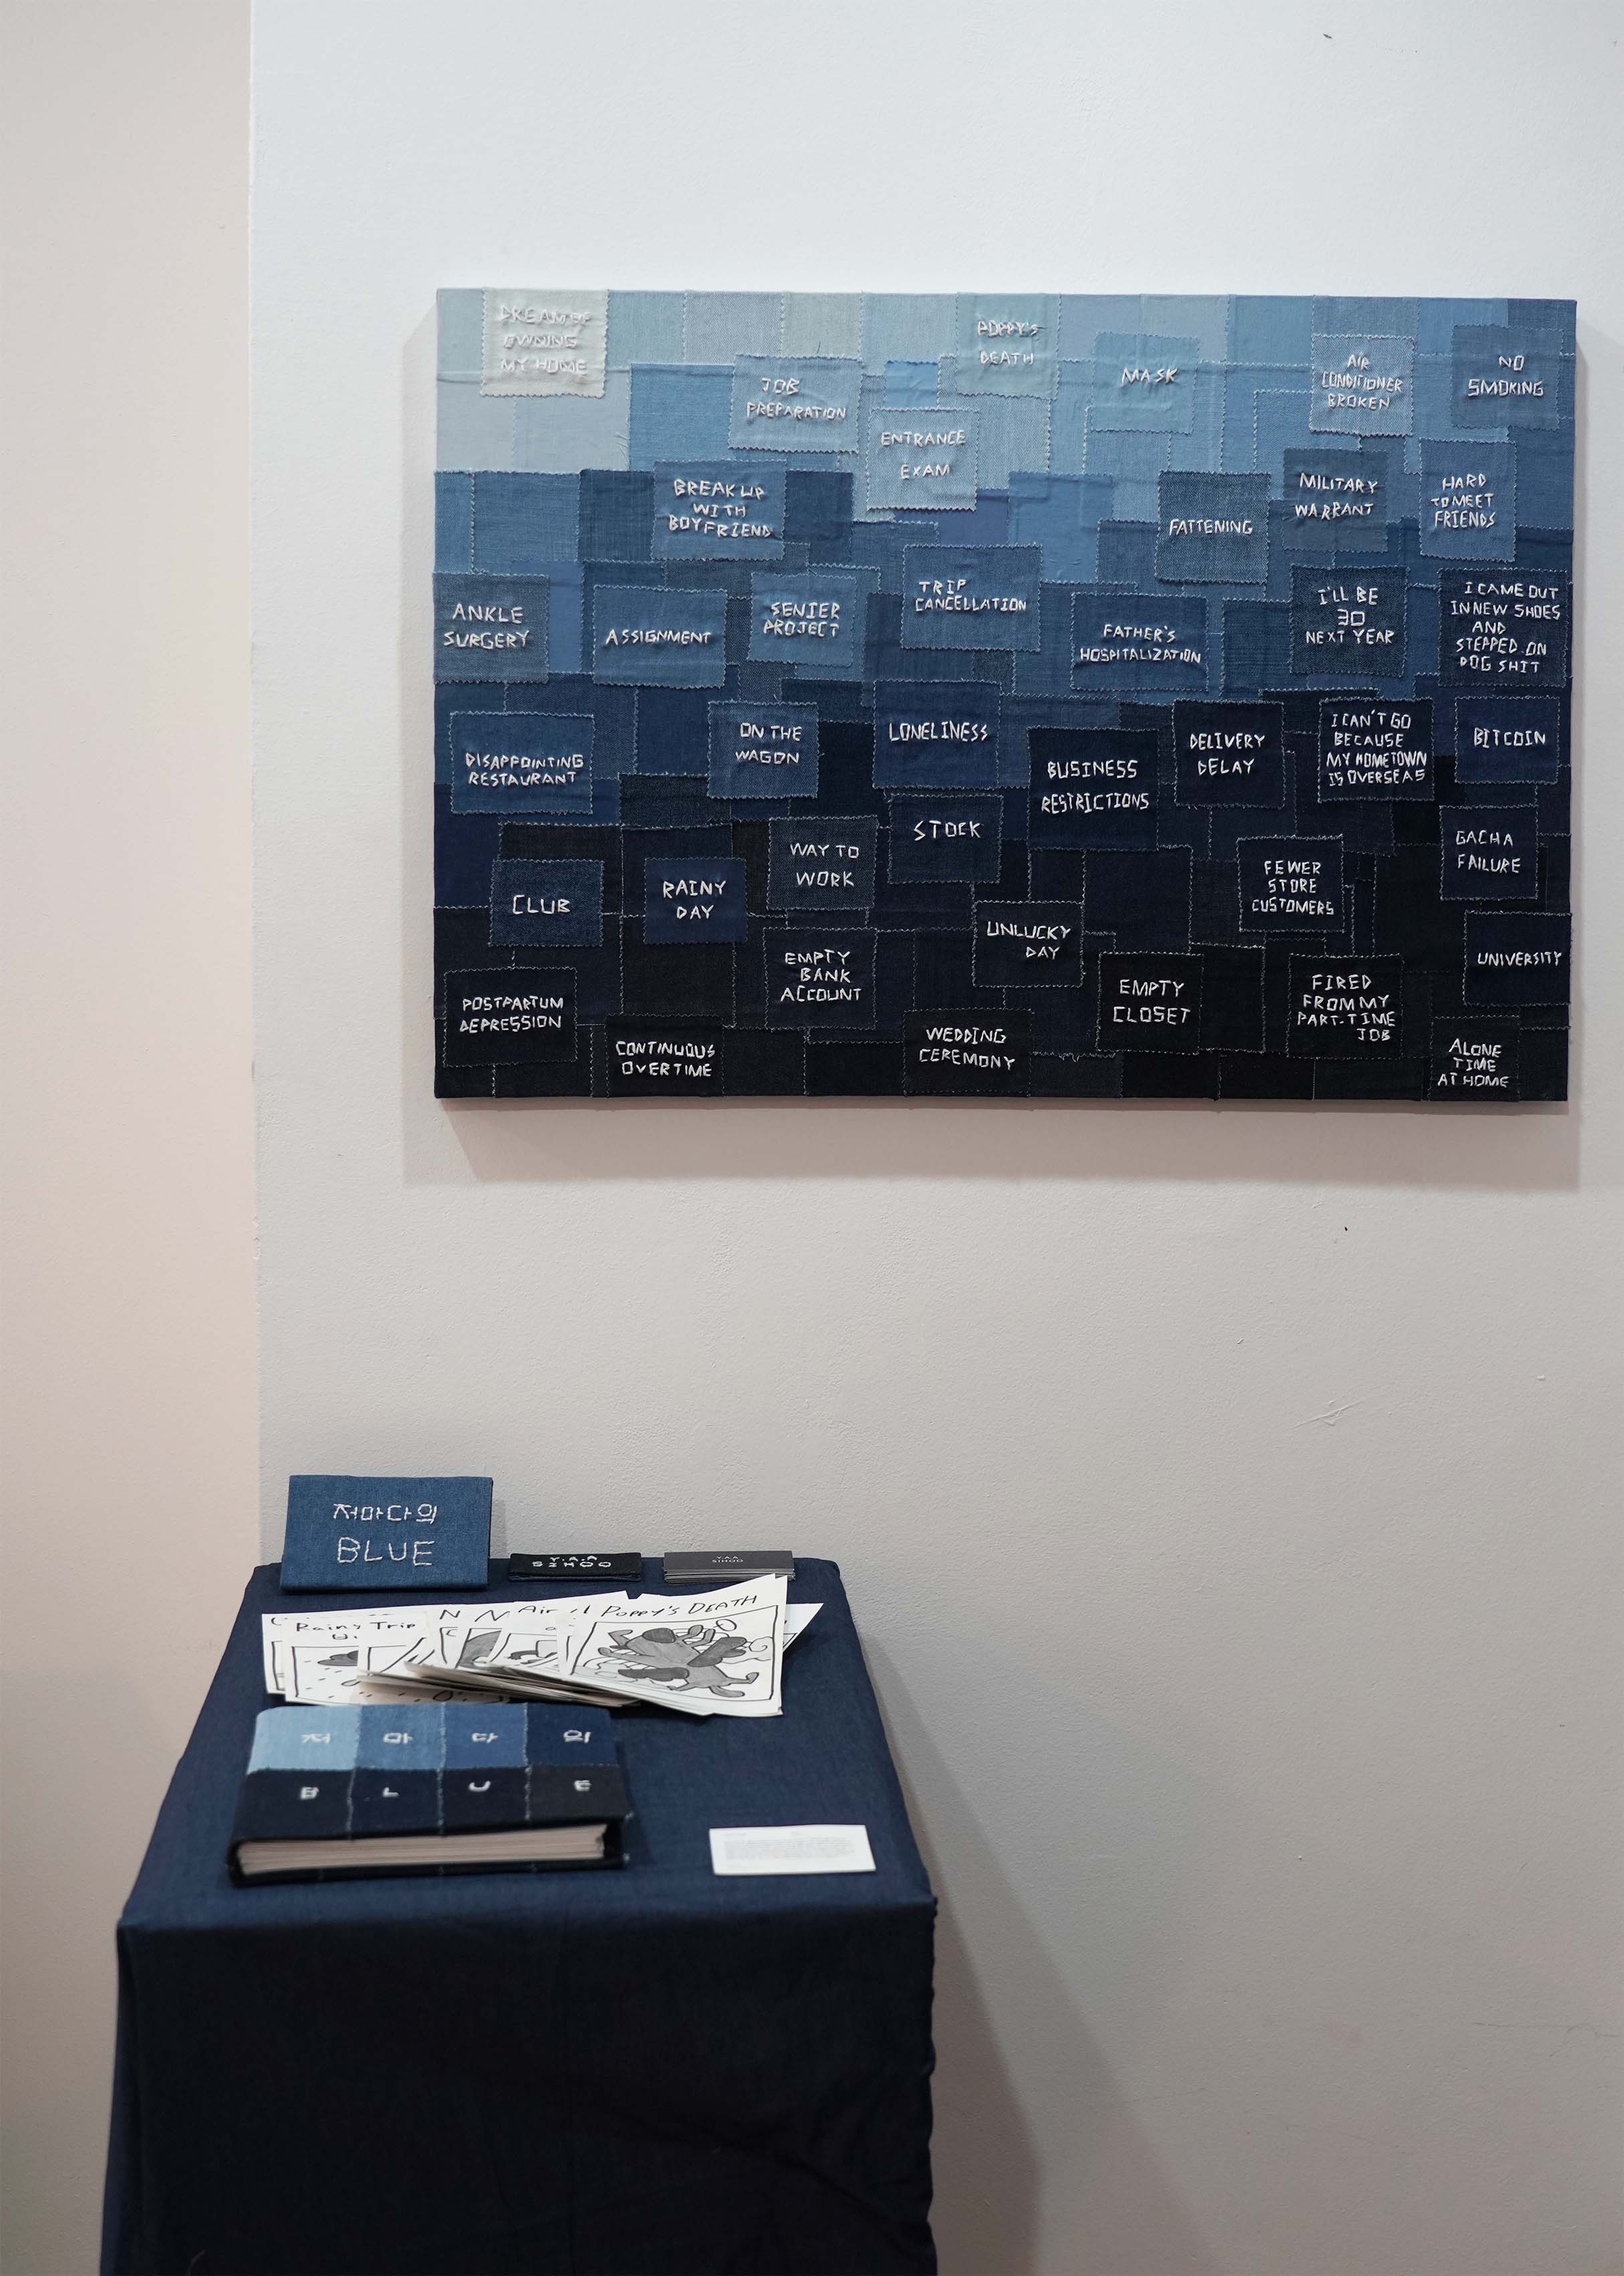 DREAM OF
OWNING
MY HOME
POPPY'S
DEATH
JOB
PREPARATION
MASK
AIR
CONDITIONER
BROKEN
NO
SMOKING
ENTRANCE
EXAM
BREAK UP
WITH
BOYFRIEND
FATTENING
MILITARY
WARRANT
HARD
TO MEET
FRIENDS
ANKLE
SURGERY
ASSIGNMENT
SENIER
PROJECT
TRIP
CANCELLATION
FATHER'S
HOSPITALIZATION
I'LL BE
30
NEXT YEAR
I CAME OUT
IN NEW SHOES
AND
STEPPED ON
DOG SHIT
DISAPPOINTING
RESTAURANT
ON THE
WAGON
LONELINESS
BUSINESS
RESTRICTIONS
DELIVERY
DELAY
I CAN'T GO
BECAUSE
MY HOMETOWN
IS OVERSEAS
BITCOIN
STOCK
WAY TO
WORK
GACHA
FAILURE
CLUB
RAINY
DAY
FEWER
STORE
CUSTOMERS
UNLUCKY
DAY
EMPTY
BANK
ACCOUNT
UNIVERSITY
POSTPARTUM
DEPRESSION
EMPTY
CLOSET
FIRED
FROM MY
PART-TIME
JOB
CONTINUOUS
OVERTIME
WEDDING
CEREMONY
ALONE
TIME
AT HOME
저마다의
BLUE
Y.A.A
SIHOO
Y.A.A
SIHOO
Rainy Trip
N N Air
POPPY'S DEATH
저 마 다 의
B L U E